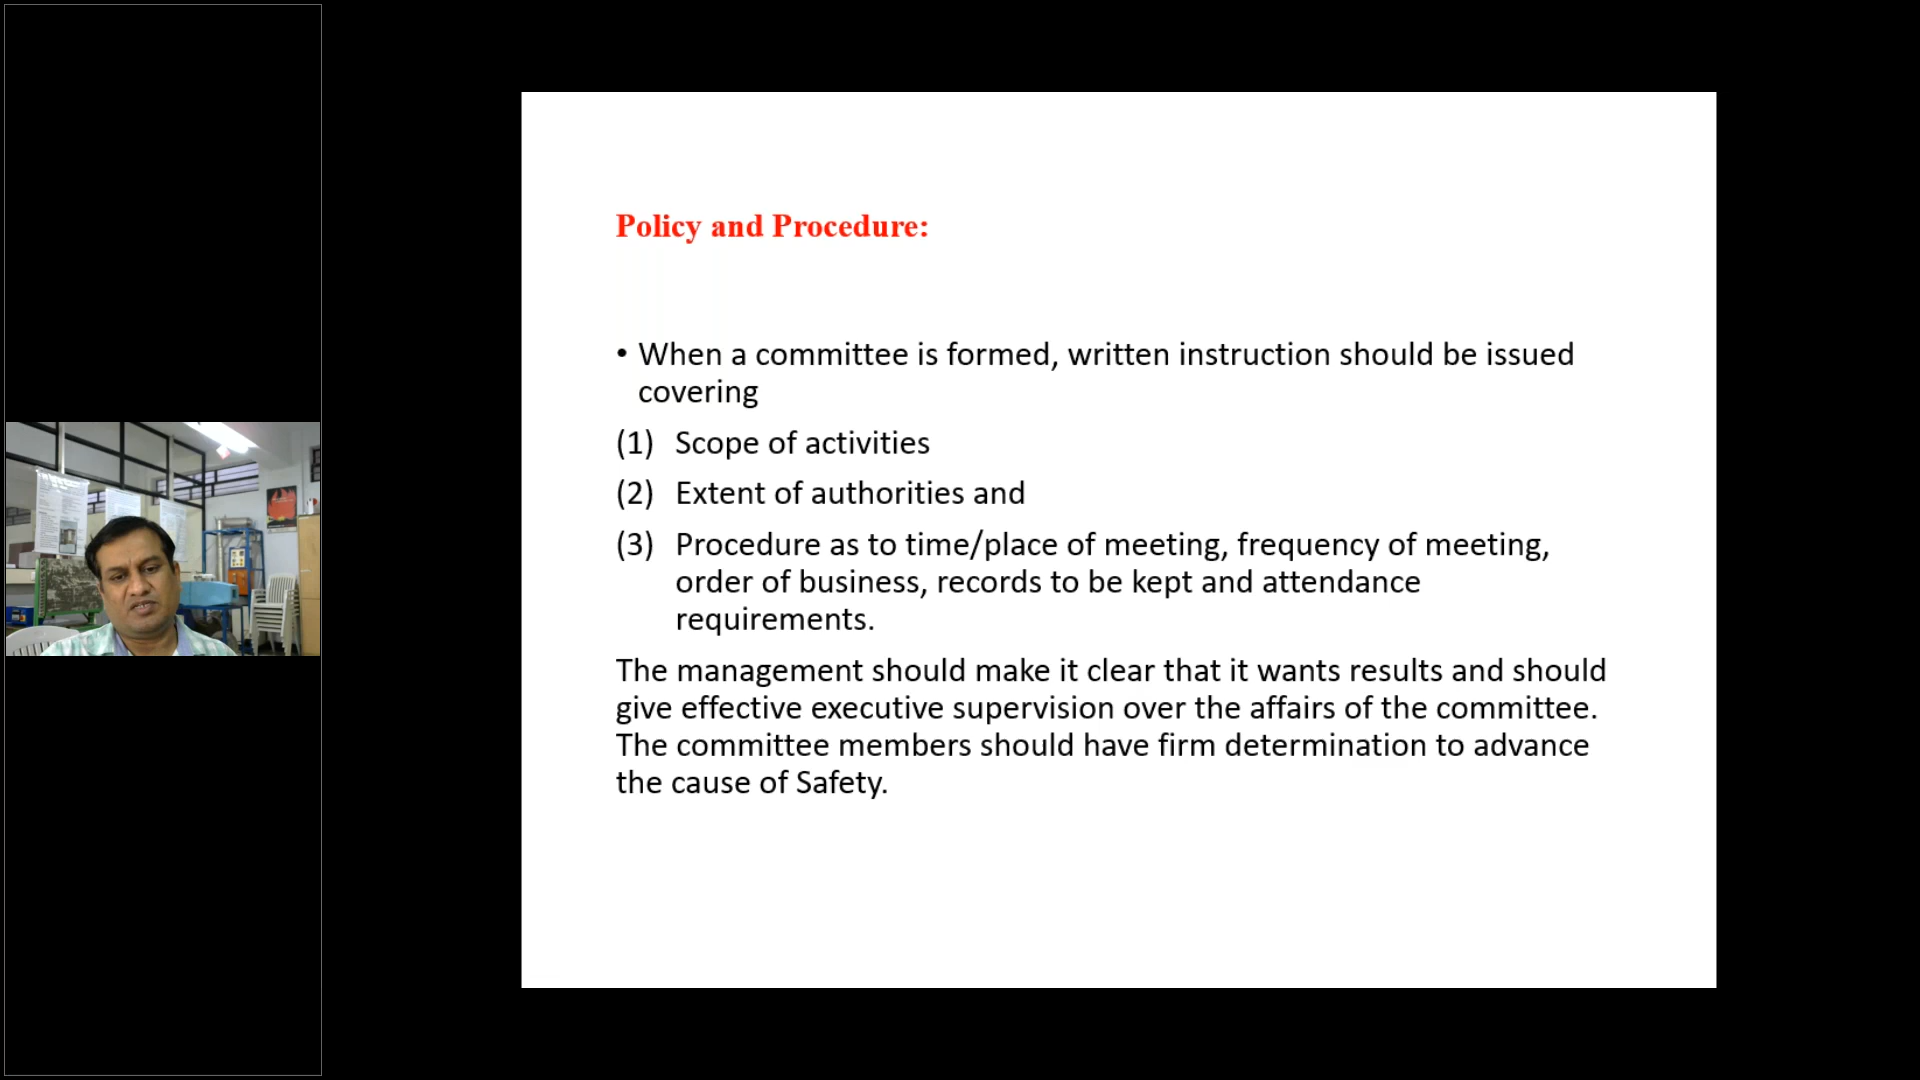 Policy and Procedure:
• When a committee is formed, written instruction should be issued
covering
(1) Scope of activities
(2) Extent of authorities and
(3) Procedure as to time/place of meeting, frequency of meeting,
order of business, records to be kept and attendance
requirements.
The management should make it clear that it wants results and should
give effective executive supervision over the affairs of the committee.
The committee members should have firm determination to advance
the cause of Safety.